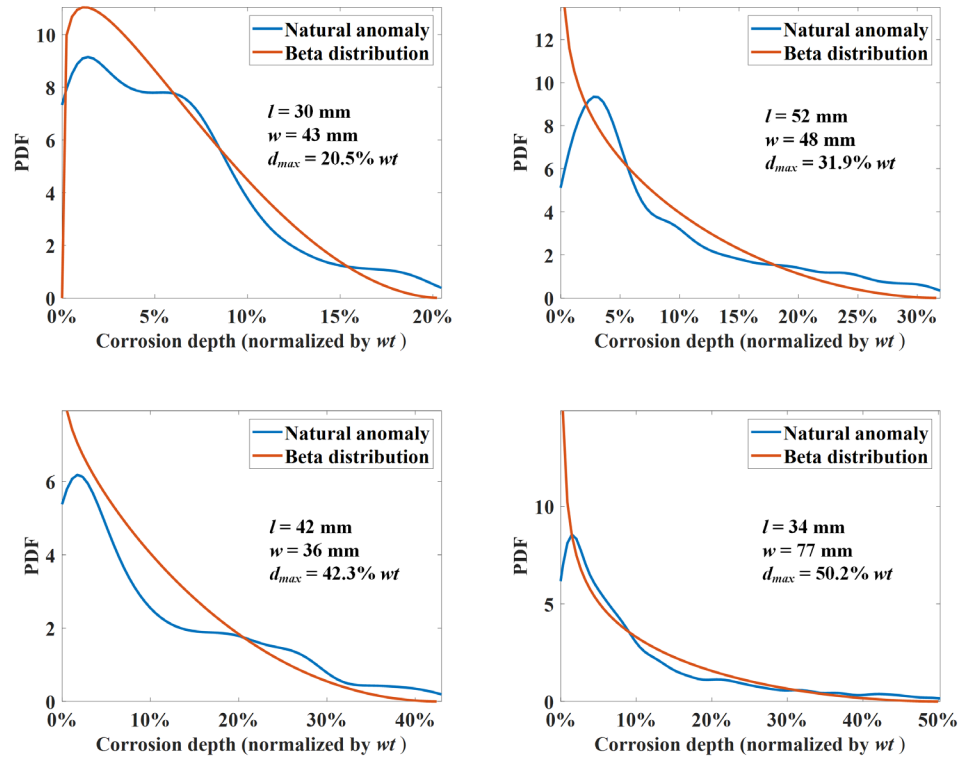 Natural anomaly
Beta distribution
l = 30 mm
w = 43 mm
dmax = 20.5% wt
PDF
10
8
6
4
2
0
0% 5% 10% 15% 20%
Corrosion depth (normalized by wt )
Natural anomaly
Beta distribution
l = 52 mm
w = 48 mm
dmax = 31.9% wt
PDF
12
10
8
6
4
2
0
0% 5% 10% 15% 20% 25% 30%
Corrosion depth (normalized by wt )
Natural anomaly
Beta distribution
l = 42 mm
w = 36 mm
dmax = 42.3% wt
PDF
6
4
2
0
0% 10% 20% 30% 40%
Corrosion depth (normalized by wt )
Natural anomaly
Beta distribution
l = 34 mm
w = 77 mm
dmax = 50.2% wt
PDF
10
5
0
0% 10% 20% 30% 40% 50%
Corrosion depth (normalized by wt )